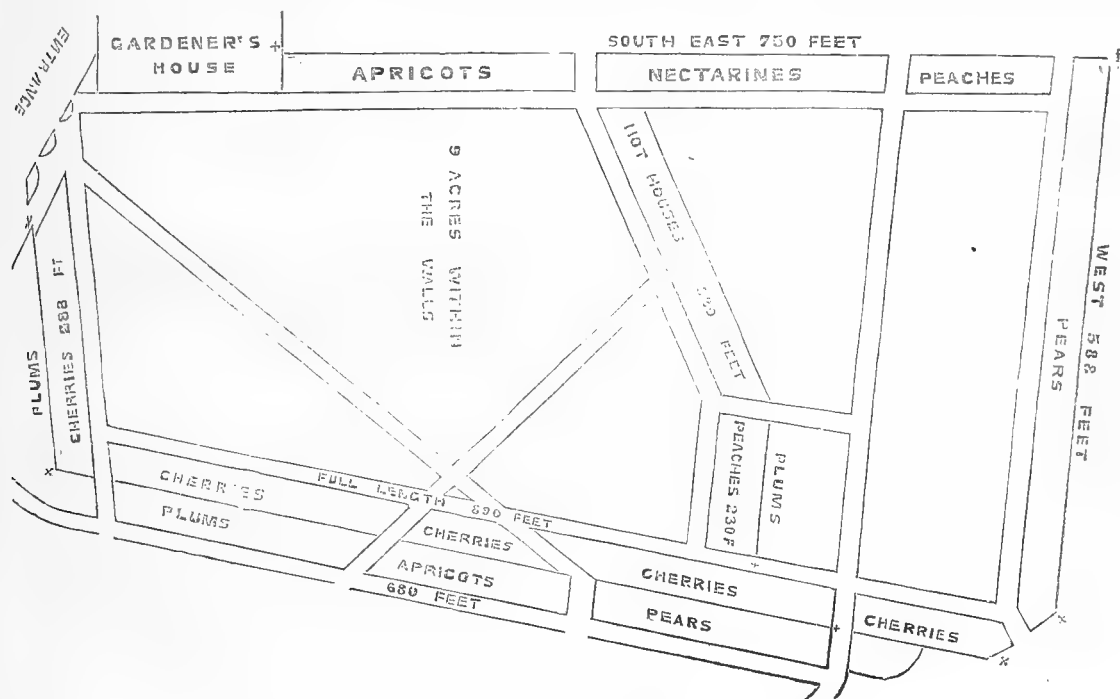 ENTRANCE
GARDENER'S
HOUSE
APRICOTS
SOUTH EAST 750 FEET
NECTARINES
PEACHES
6 ACRES WITHIN
THE WALLS
HOT HOUSES FEET
WEST 588 FEET
PEARS
PLUMS
CHERRIES 288 FT
PEACHES 230F
PLUMS
CHERRIES
PLUMS
FULL LENGTH 890 FEET
CHERRIES
APRICOTS
680 FEET
CHERRIES
PEARS
CHERRIES